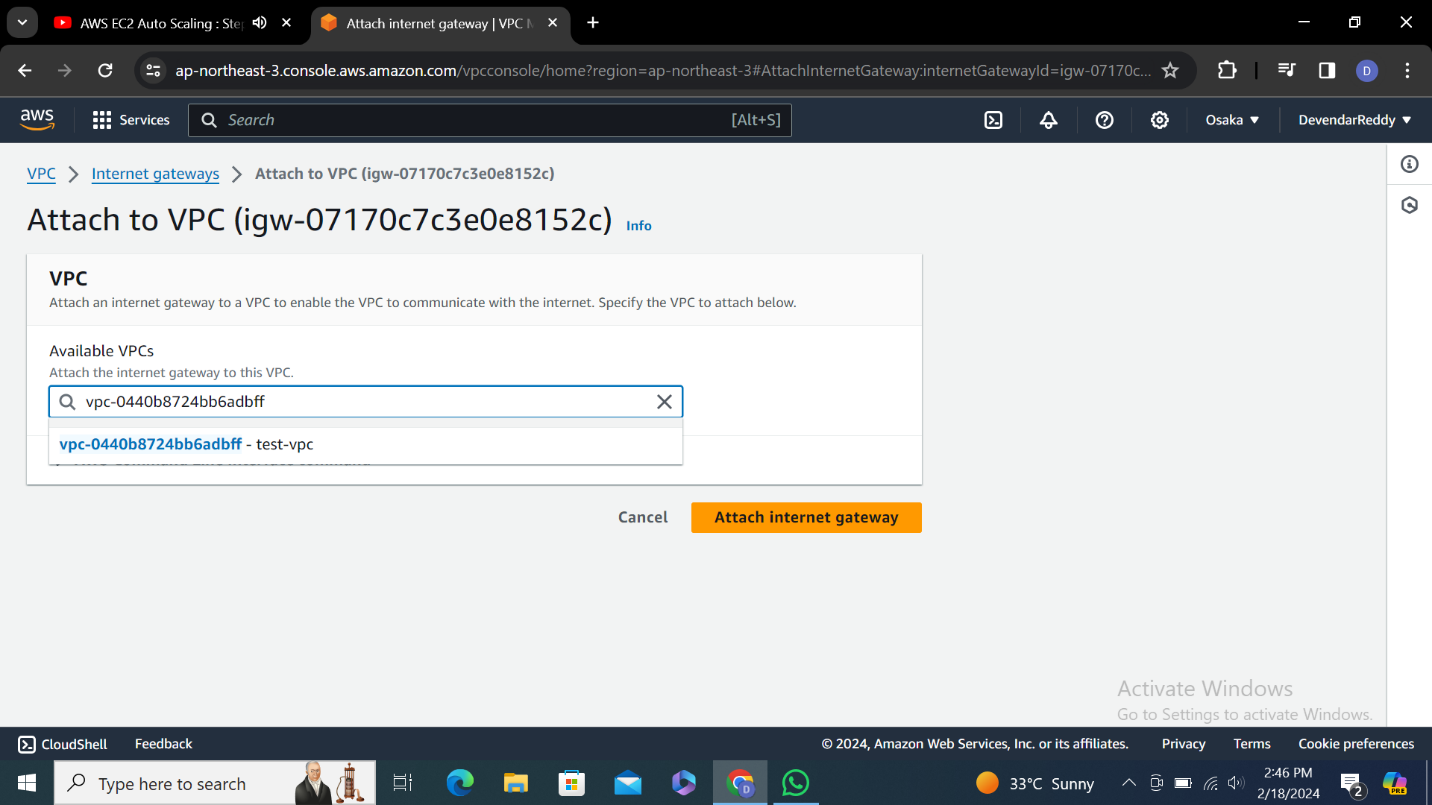 AWS EC2 Auto Scaling : Ste
Attach internet gateway | VPC M
ap-northeast-3.console.aws.amazon.com/vpcconsole/home?region=ap-northeast-3#AttachInternetGateway:internetGatewayId=igw-07170c...
D
aws
Services
Search
[Alt+S]
Osaka
DevendarReddy
VPC > Internet gateways > Attach to VPC (igw-07170c7c3e0e8152c)
Attach to VPC (igw-07170c7c3e0e8152c) Info
VPC
Attach an internet gateway to a VPC to enable the VPC to communicate with the internet. Specify the VPC to attach below.
Available VPCs
Attach the internet gateway to this VPC.
vpc-0440b8724bb6adbff
vpc-0440b8724bb6adbff - test-vpc
Cancel
Attach internet gateway
Activate Windows
Go to Settings to activate Windows.
CloudShell
Feedback
© 2024, Amazon Web Services, Inc. or its affiliates.
Privacy
Terms
Cookie preferences
Type here to search
D
33°C Sunny
2:46 PM
2/18/2024
2
PRE